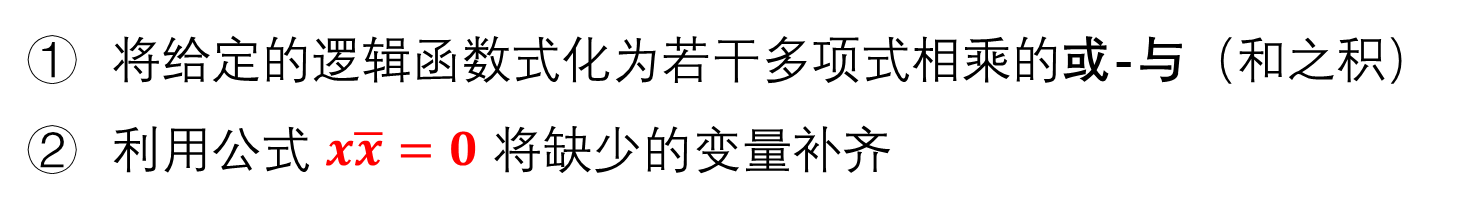 ① 将给定的逻辑函数式化为若干多项式相乘的或-与（和之积）
② 利用公式 xx̅ = 0 将缺少的变量补齐